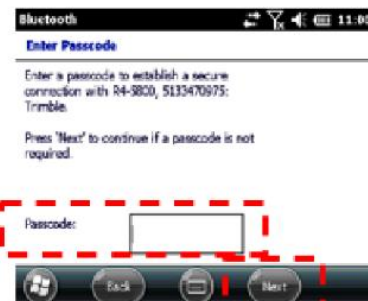 Bluetooth 11:00
Enter Passcode
Enter a passcode to establish a secure
connection with R4-5800, 5133470975:
Trimble.
Press 'Next' to continue if a passcode is not
required.
Passcode:
Back Next